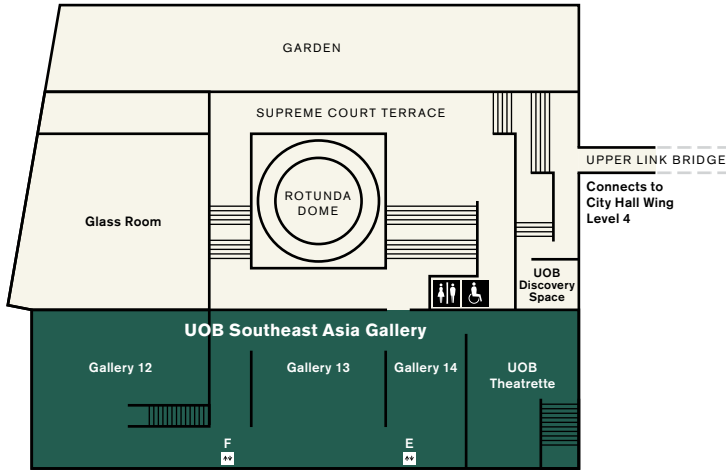 GARDEN
SUPREME COURT TERRACE
UPPER LINK BRIDGE
Connects to
City Hall Wing
Level 4
ROTUNDA
DOME
Glass Room
UOB
Discovery
Space
UOB Southeast Asia Gallery
Gallery 12
Gallery 13
Gallery 14
UOB
Theatrette
F
E